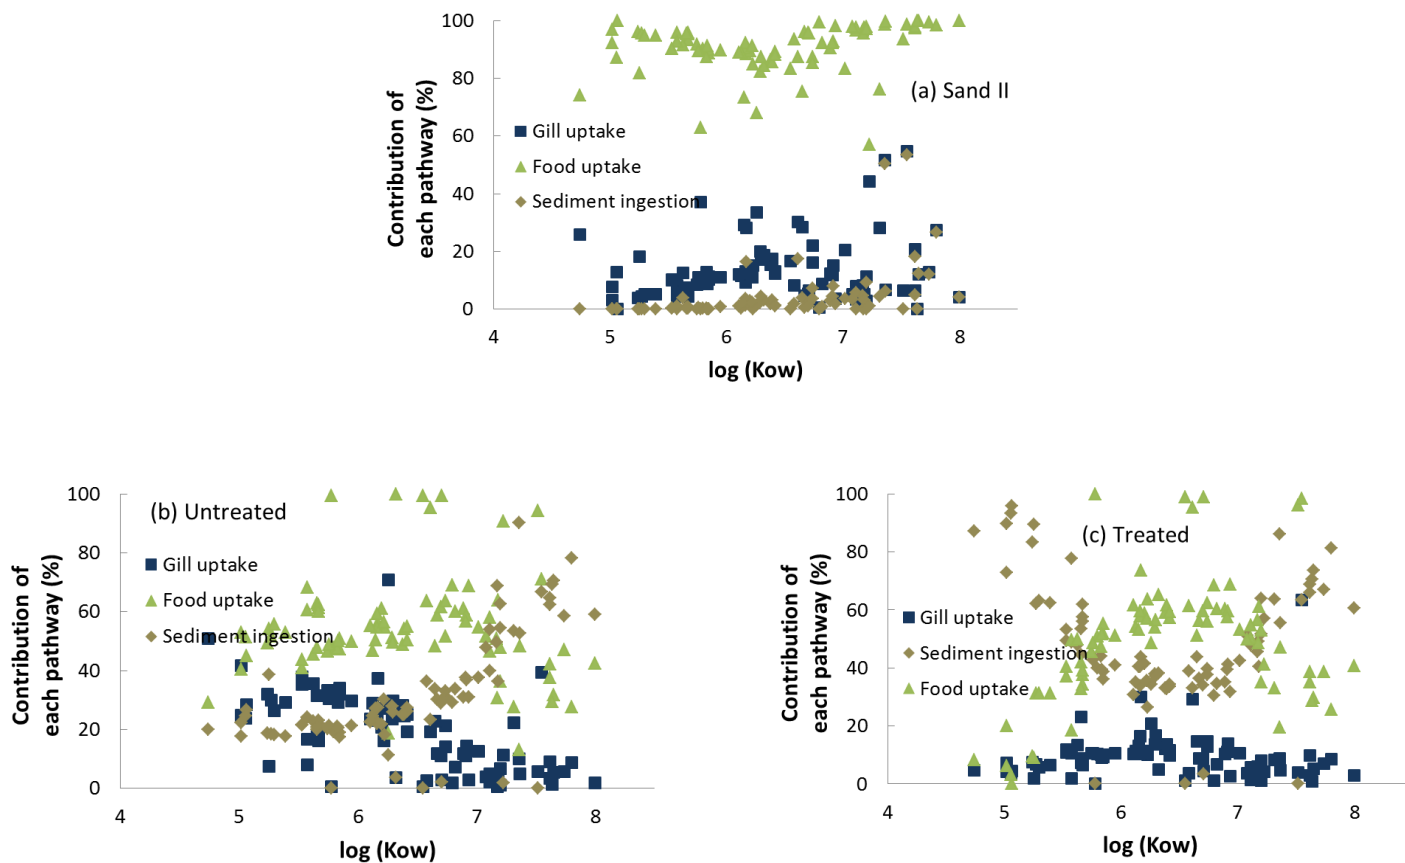 100
80
60
40
20
0
4
5
6
7
8
Contribution of
each pathway (%)
log (Kow)
(a) Sand II
Gill uptake
Food uptake
Sediment ingestion
100
80
60
40
20
0
4
5
6
7
8
Contribution of
each pathway (%)
log (Kow)
(b) Untreated
Gill uptake
Food uptake
Sediment ingestion
100
80
60
40
20
0
4
5
6
7
8
Contribution of
each pathway (%)
log (Kow)
(c) Treated
Gill uptake
Sediment ingestion
Food uptake